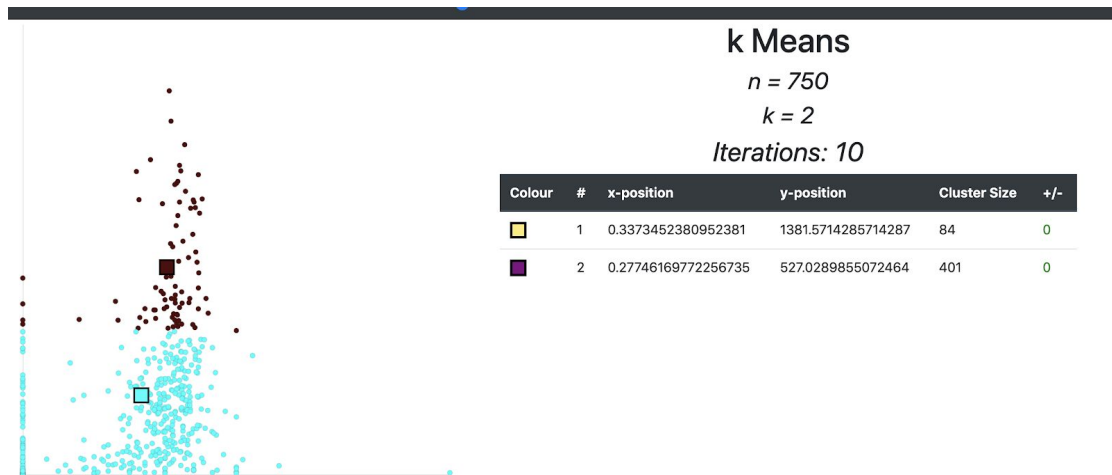 k Means
n = 750
k = 2
Iterations: 10
Colour # x-position y-position Cluster Size +/-
1 0.3373452380952381 1381.5714285714287 84 0
2 0.27746169772256735 527.0289855072464 401 0